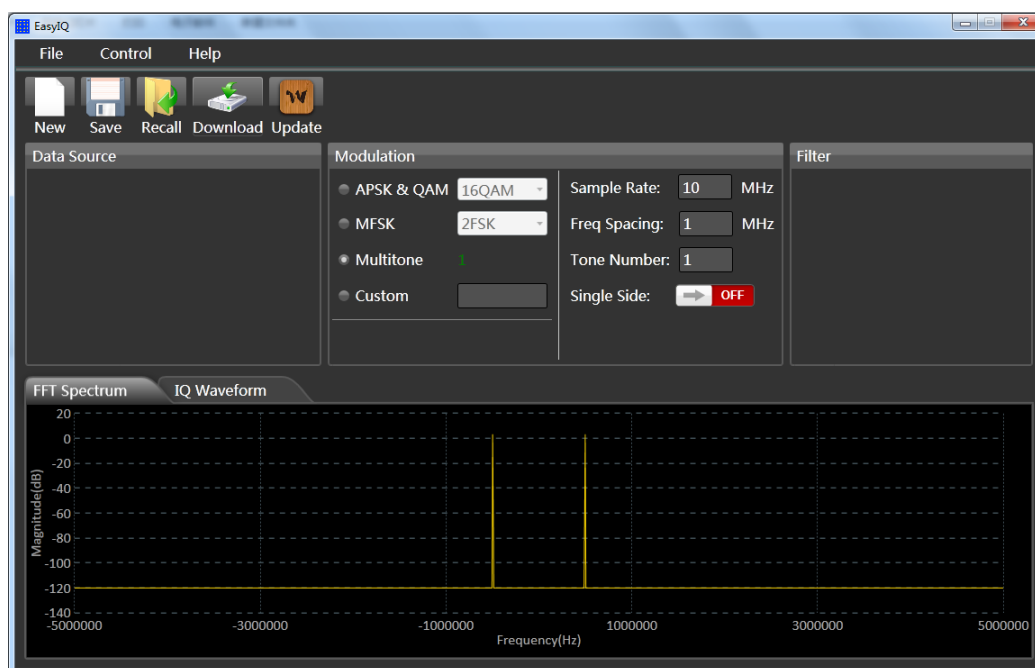 EasyIQ
File Control Help
New Save Recall Download Update
Data Source
Modulation
APSK & QAM 16QAM
MFSK 2FSK
Multitone 1
Custom
Sample Rate: 10 MHz
Freq Spacing: 1 MHz
Tone Number: 1
Single Side: OFF
Filter
FFT Spectrum IQ Waveform
20
0
-20
-40
-60
-80
-100
-120
-140
Magnitude(dB)
-5000000 -3000000 -1000000 1000000 3000000 5000000
Frequency(Hz)